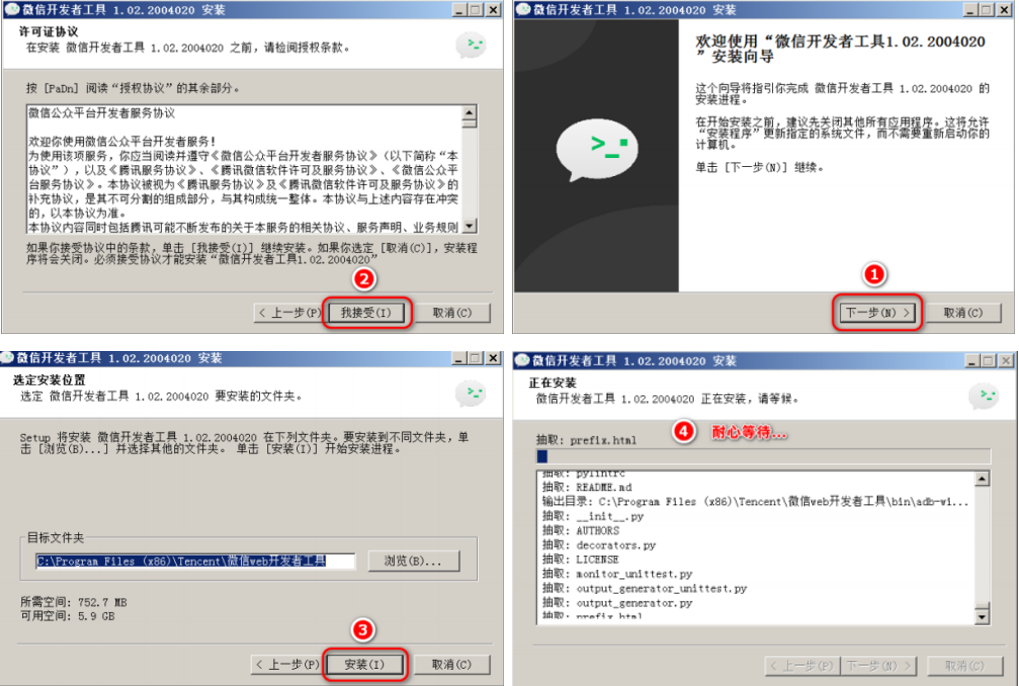 微信开发者工具 1.02.2004020 安装
许可证协议
在安装 微信开发者工具 1.02.2004020 之前，请检阅授权条款。
按 [PaDn] 阅读“授权协议”的其余部分。
微信公众平台开发者服务协议
欢迎你使用微信公众平台开发者服务！
为使用该项服务，你应当阅读并遵守《微信公众平台开发者服务协议》（以下简称“本
协议”），以及《腾讯服务协议》、《腾讯微信软件许可及服务协议》、《微信公众平
台服务协议》。本协议被视为《腾讯服务协议》及《腾讯微信软件许可及服务协议》的
补充协议，是其不可分割的组成部分，与其构成统一整体。本协议与上述内容存在冲突
的，以本协议为准。
本协议内容同时包括腾讯可能不断发布的关于本服务的相关协议、服务声明、业务规则
如果你接受协议中的条款，单击 [我接受(I)] 继续安装。如果你选定 [取消(C)]，安装程
序将会关闭。必须接受协议才能安装“微信开发者工具1.02.2004020”
2
< 上一步(P)
我接受(I)
取消(C)
微信开发者工具 1.02.2004020 安装
欢迎使用“微信开发者工具1.02.2004020
”安装向导
这个向导将指引你完成 微信开发者工具 1.02.2004020 的
安装进程。
在开始安装之前，建议先关闭其他所有应用程序。这将允许
“安装程序”更新指定的系统文件，而不需要重新启动你的
计算机。
单击 [下一步(N)] 继续。
1
下一步(N) >
取消(C)
微信开发者工具 1.02.2004020 安装
选定安装位置
选定 微信开发者工具 1.02.2004020 要安装的文件夹。
Setup 将安装 微信开发者工具 1.02.2004020 在下列文件夹。要安装到不同文件夹，单
击 [浏览(B)...] 并选择其他的文件夹。 单击 [安装(I)] 开始安装进程。
目标文件夹
C:\Program Files (x86)\Tencent\微信web开发者工具
浏览(B)...
所需空间: 752.7 MB
可用空间: 5.9 GB
3
< 上一步(P)
安装(I)
取消(C)
微信开发者工具 1.02.2004020 安装
正在安装
微信开发者工具 1.02.2004020 正在安装，请等候。
抽取: prefix.html
4 耐心等待...
抽取: pylintrc
抽取: README.md
输出目录: C:\Program Files (x86)\Tencent\微信web开发者工具\bin\adb-wi...
抽取: __init__.py
抽取: AUTHORS
抽取: decorators.py
抽取: LICENSE
抽取: monitor_unittest.py
抽取: output_generator_unittest.py
抽取: output_generator.py
抽取: prefix.html
< 上一步(P)
下一步(N) >
取消(C)